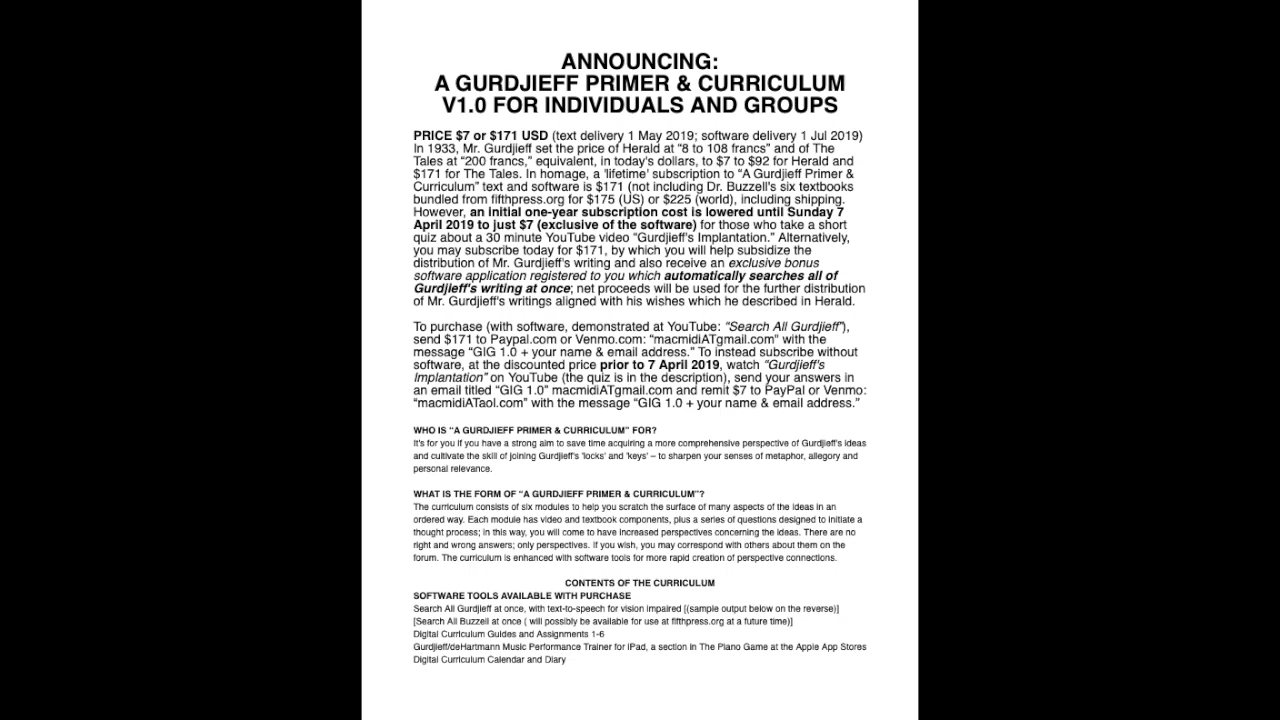 ANNOUNCING:
A GURDJIEFF PRIMER & CURRICULUM
V1.0 FOR INDIVIDUALS AND GROUPS
PRICE $7 or $171 USD (text delivery 1 May 2019; software delivery 1 Jul 2019)
In 1933, Mr. Gurdjieff set the price of Herald at “8 to 108 francs” and of The
Tales at “200 francs,” equivalent, in today's dollars, to $7 to $92 for Herald and
$171 for The Tales. In homage, a 'lifetime' subscription to “A Gurdjieff Primer &
Curriculum” text and software is $171 (not including Dr. Buzzell's six textbooks
bundled from fifthpress.org for $175 (US) or $225 (world), including shipping.
However, an initial one-year subscription cost is lowered until Sunday 7
April 2019 to just $7 (exclusive of the software) for those who take a short
quiz about a 30 minute YouTube video “Gurdjieff's Implantation.” Alternatively,
you may subscribe today for $171, by which you will help subsidize the
distribution of Mr. Gurdjieff's writing and also receive an exclusive bonus
software application registered to you which automatically searches all of
Gurdjieff's writing at once; net proceeds will be used for the further distribution
of Mr. Gurdjieff's writings aligned with his wishes which he described in Herald.
To purchase (with software, demonstrated at YouTube: “Search All Gurdjieff”),
send $171 to Paypal.com or Venmo.com: “macmidiATgmail.com” with the
message “GIG 1.0 + your name & email address.” To instead subscribe without
software, at the discounted price prior to 7 April 2019, watch “Gurdjieff's
Implantation” on YouTube (the quiz is in the description), send your answers in
an email titled “GIG 1.0” macmidiATgmail.com and remit $7 to PayPal or Venmo:
“macmidiATaol.com” with the message “GIG 1.0 + your name & email address.”
WHO IS “A GURDJIEFF PRIMER & CURRICULUM” FOR?
It's for you if you have a strong aim to save time acquiring a more comprehensive perspective of Gurdjieff's ideas
and cultivate the skill of joining Gurdjieff's 'locks' and 'keys' – to sharpen your senses of metaphor, allegory and
personal relevance.
WHAT IS THE FORM OF “A GURDJIEFF PRIMER & CURRICULUM”?
The curriculum consists of six modules to help you scratch the surface of many aspects of the ideas in an
ordered way. Each module has video and textbook components, plus a series of questions designed to initiate a
thought process; in this way, you will come to have increased perspectives concerning the ideas. There are no
right and wrong answers; only perspectives. If you wish, you may correspond with others about them on the
forum. The curriculum is enhanced with software tools for more rapid creation of perspective connections.
CONTENTS OF THE CURRICULUM
SOFTWARE TOOLS AVAILABLE WITH PURCHASE
Search All Gurdjieff at once, with text-to-speech for vision impaired [(sample output below on the reverse)]
[Search All Buzzell at once ( will possibly be available for use at fifthpress.org at a future time)]
Digital Curriculum Guides and Assignments 1-6
Gurdjieff/deHartmann Music Performance Trainer for iPad, a section in The Piano Game at the Apple App Stores
Digital Curriculum Calendar and Diary